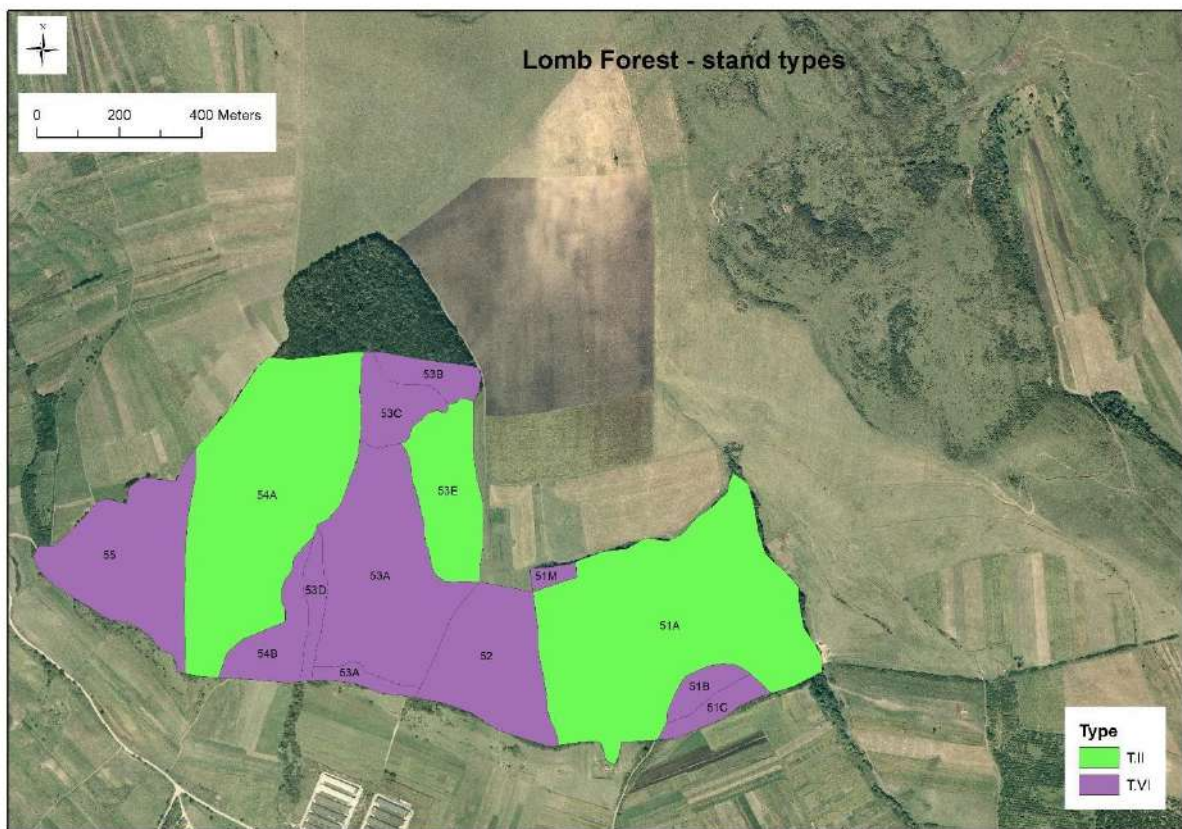 N
Lomb Forest - stand types
0 200 400 Meters
53B
53C
54A
53E
55
53A
51M
53D
51A
54B
53A
52
51B
51C
Type
T.II
T.VI